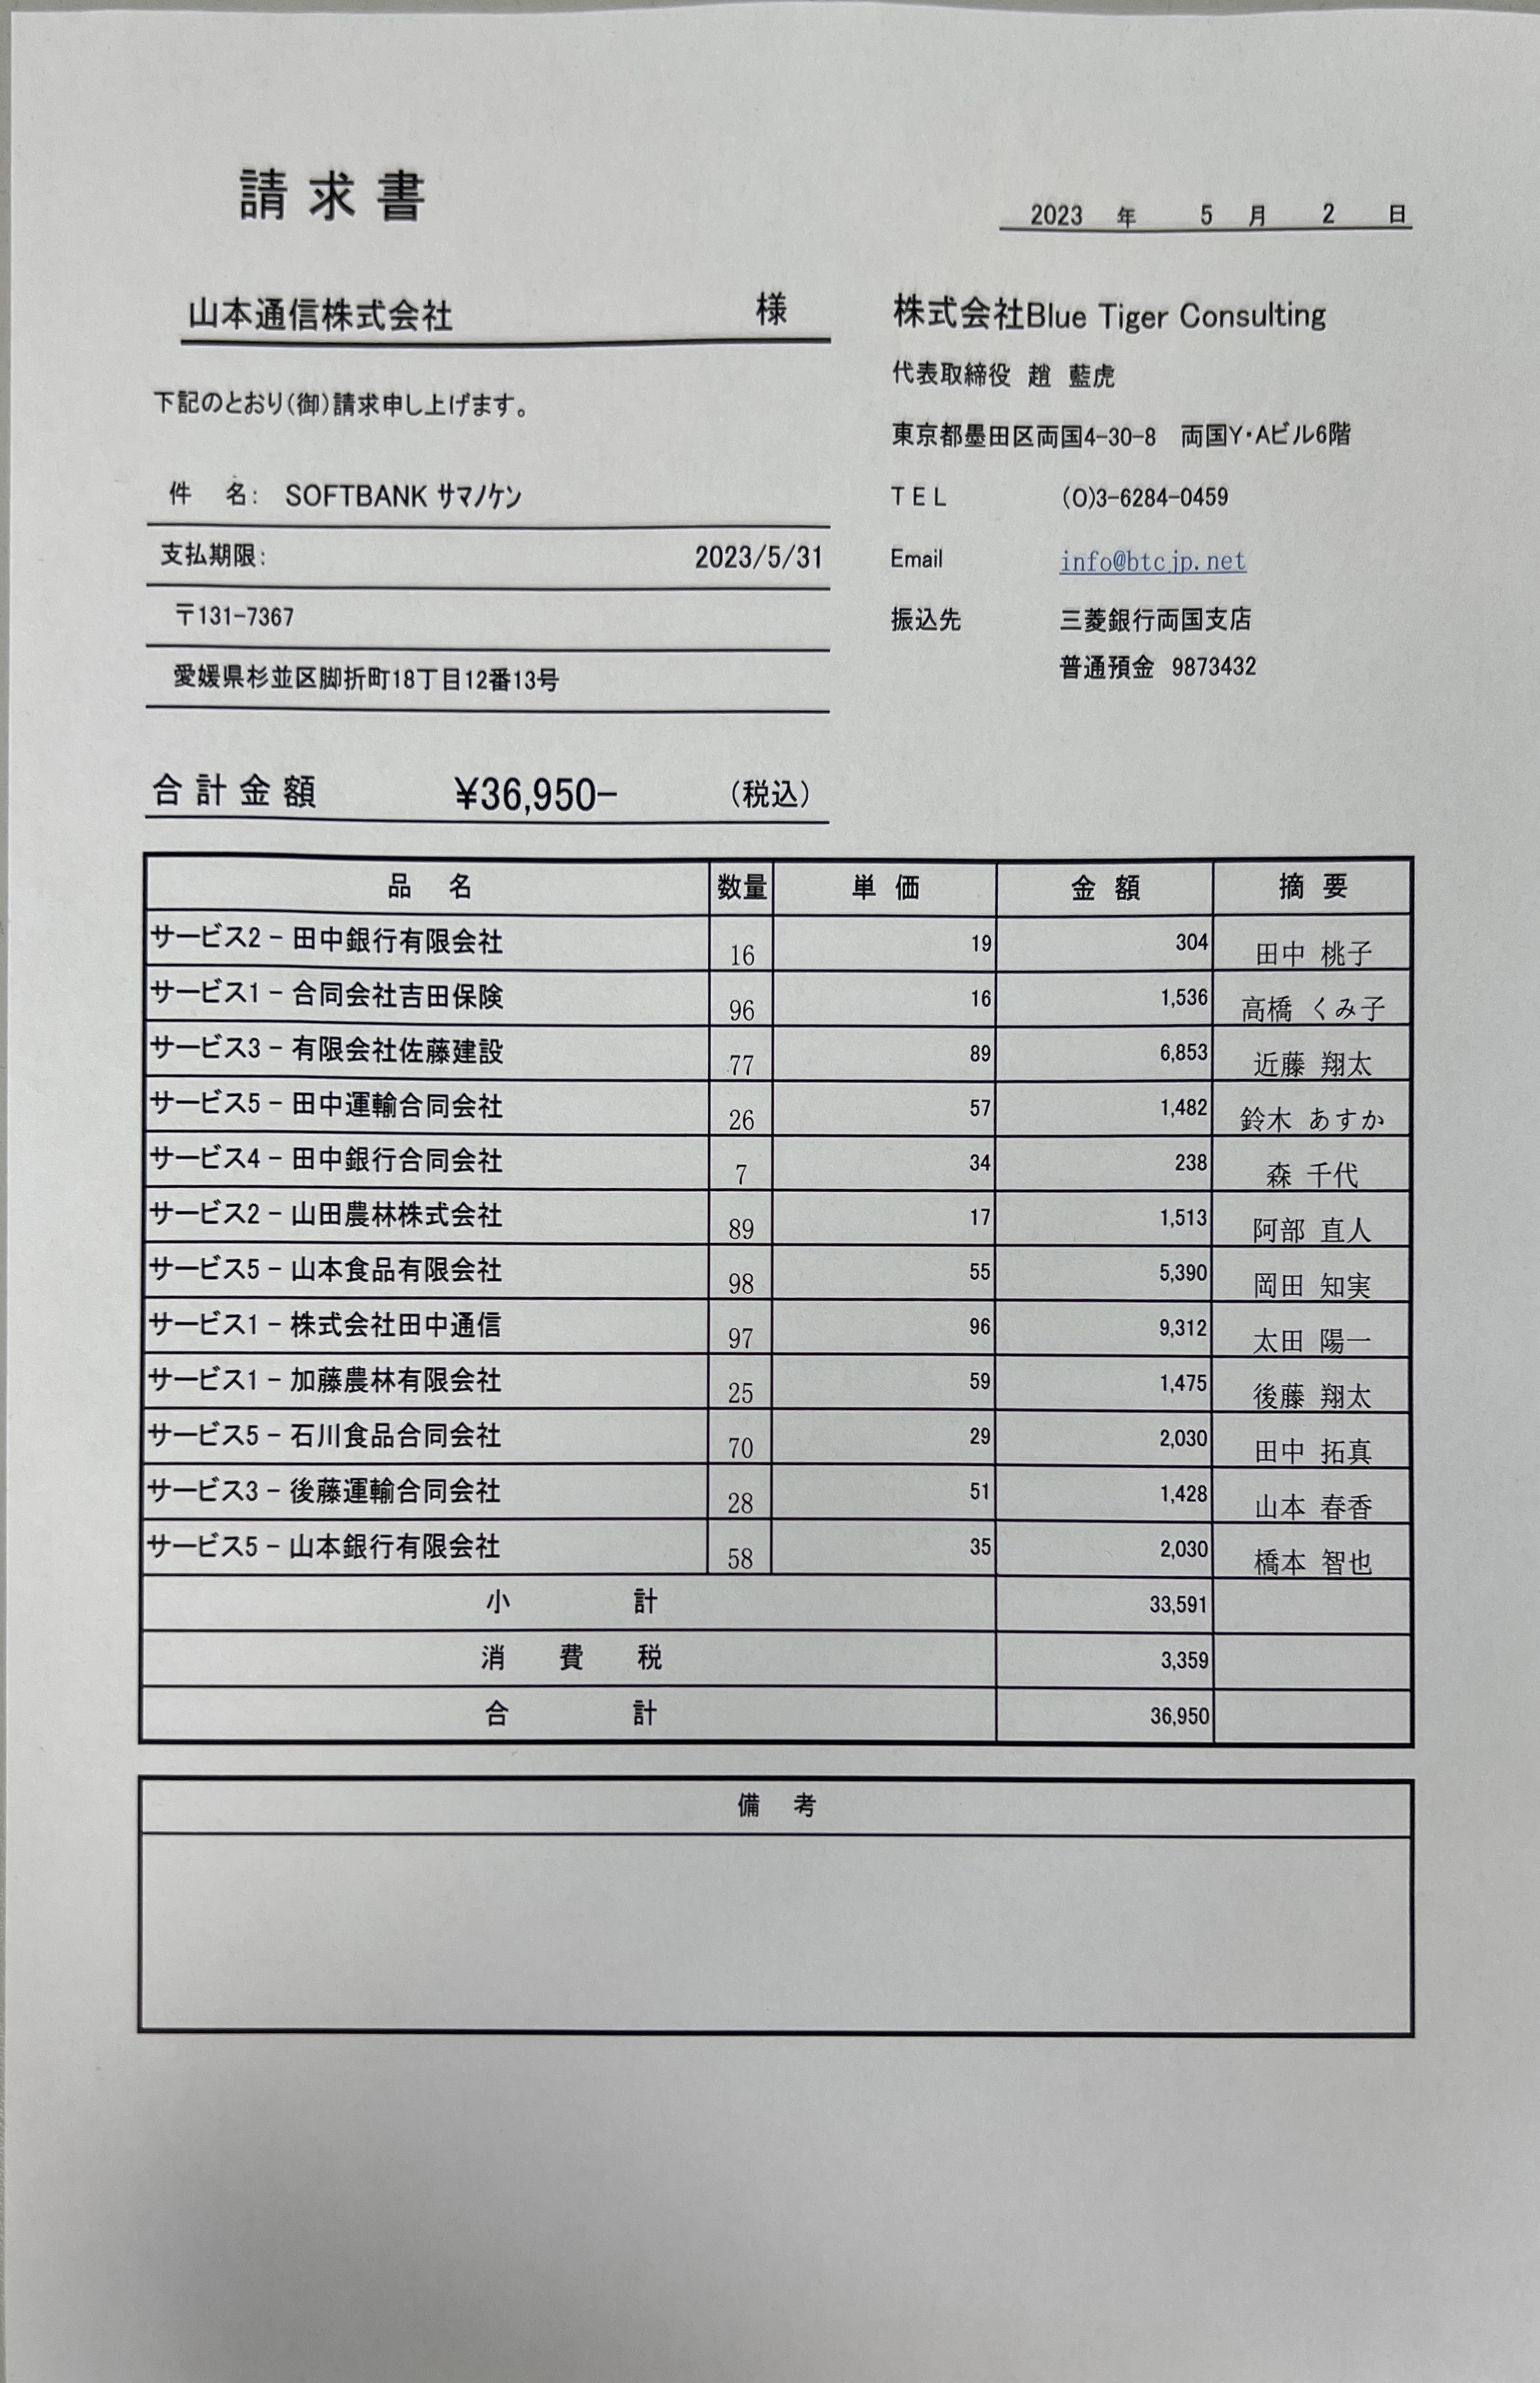 請求書
2023 年 5 月 2 日
山本通信株式会社 様
株式会社Blue Tiger Consulting
代表取締役 趙 藍虎
下記のとおり(御)請求申し上げます。
東京都墨田区両国4-30-8 両国Y・Aビル6階
件 名: SOFTBANK サマノケン
TEL (0)3-6284-0459
支払期限: 2023/5/31
Email info@btcjp.net
〒131-7367
振込先 三菱銀行両国支店
愛媛県杉並区脚折町18丁目12番13号
普通預金 9873432
合計金額 ¥36,950- (税込)
品名 数量 単価 金額 摘要
サービス2 - 田中銀行有限会社 16 19 304 田中 桃子
サービス1 - 合同会社吉田保険 96 16 1,536 高橋 くみ子
サービス3 - 有限会社佐藤建設 77 89 6,853 近藤 翔太
サービス5 - 田中運輸合同会社 26 57 1,482 鈴木 あすか
サービス4 - 田中銀行合同会社 7 34 238 森 千代
サービス2 - 山田農林株式会社 89 17 1,513 阿部 直人
サービス5 - 山本食品有限会社 98 55 5,390 岡田 知実
サービス1 - 株式会社田中通信 97 96 9,312 太田 陽一
サービス1 - 加藤農林有限会社 25 59 1,475 後藤 翔太
サービス5 - 石川食品合同会社 70 29 2,030 田中 拓真
サービス3 - 後藤運輸合同会社 28 51 1,428 山本 春香
サービス5 - 山本銀行有限会社 58 35 2,030 橋本 智也
小計 33,591
消費税 3,359
合計 36,950
備考